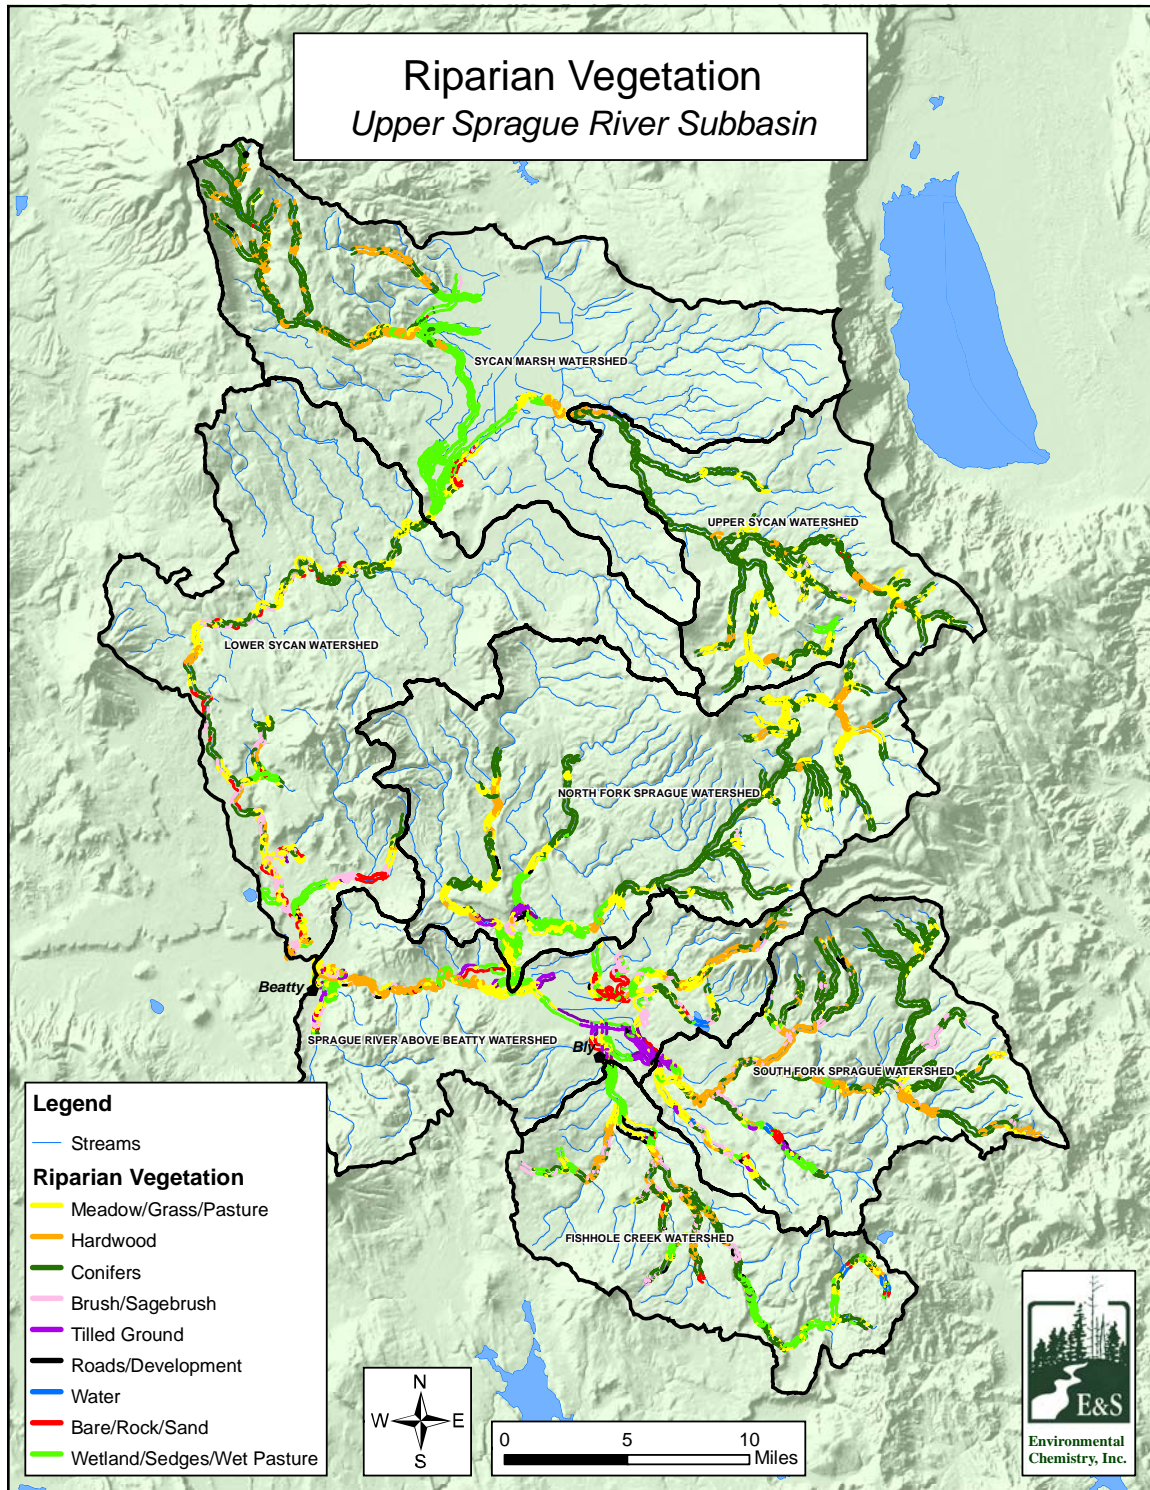 Riparian Vegetation
Upper Sprague River Subbasin
SYCAN MARSH WATERSHED
UPPER SYCAN WATERSHED
LOWER SYCAN WATERSHED
NORTH FORK SPRAGUE WATERSHED
Beatty
SPRAGUE RIVER ABOVE BEATTY WATERSHED
Bly
SOUTH FORK SPRAGUE WATERSHED
FISHHOLE CREEK WATERSHED
Legend
Streams
Riparian Vegetation
Meadow/Grass/Pasture
Hardwood
Conifers
Brush/Sagebrush
Tilled Ground
Roads/Development
Water
Bare/Rock/Sand
Wetland/Sedges/Wet Pasture
N
W E
S
0 5 10
Miles
E&S
Environmental
Chemistry, Inc.